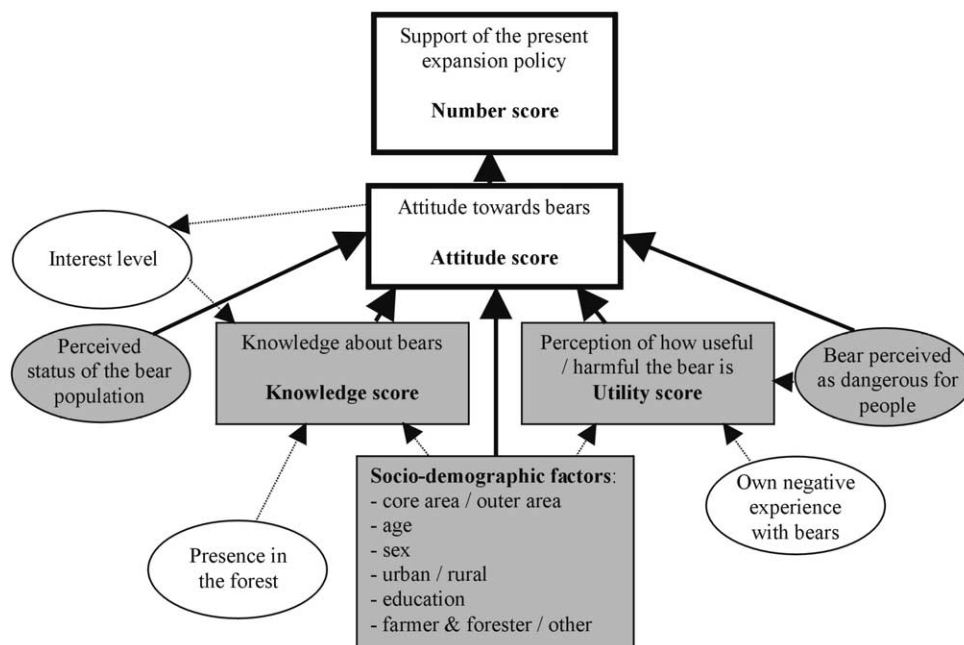 Support of the present
expansion policy
Number score
Attitude towards bears
Attitude score
Interest level
Perceived
status of the bear
population
Knowledge about bears
Knowledge score
Perception of how useful
/ harmful the bear is
Utility score
Bear perceived
as dangerous for
people
Socio-demographic factors:
- core area / outer area
- age
- sex
- urban / rural
- education
- farmer & forester / other
Presence in
the forest
Own negative
experience
with bears